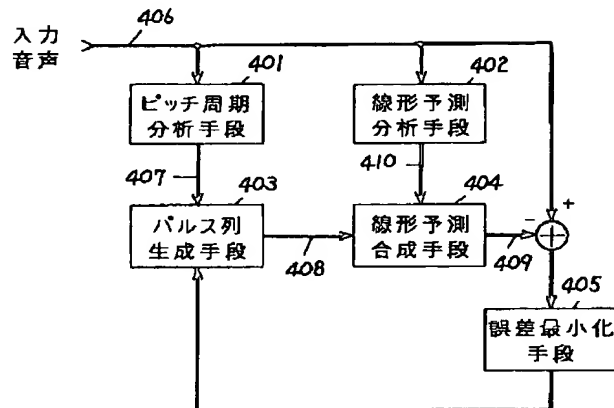 406
入力
音声
401
402
ピッチ周期
分析手段
線形予測
分析手段
407
403
410
404
パルス列
生成手段
線形予測
合成手段
-
+
408
409
405
誤差最小化
手段